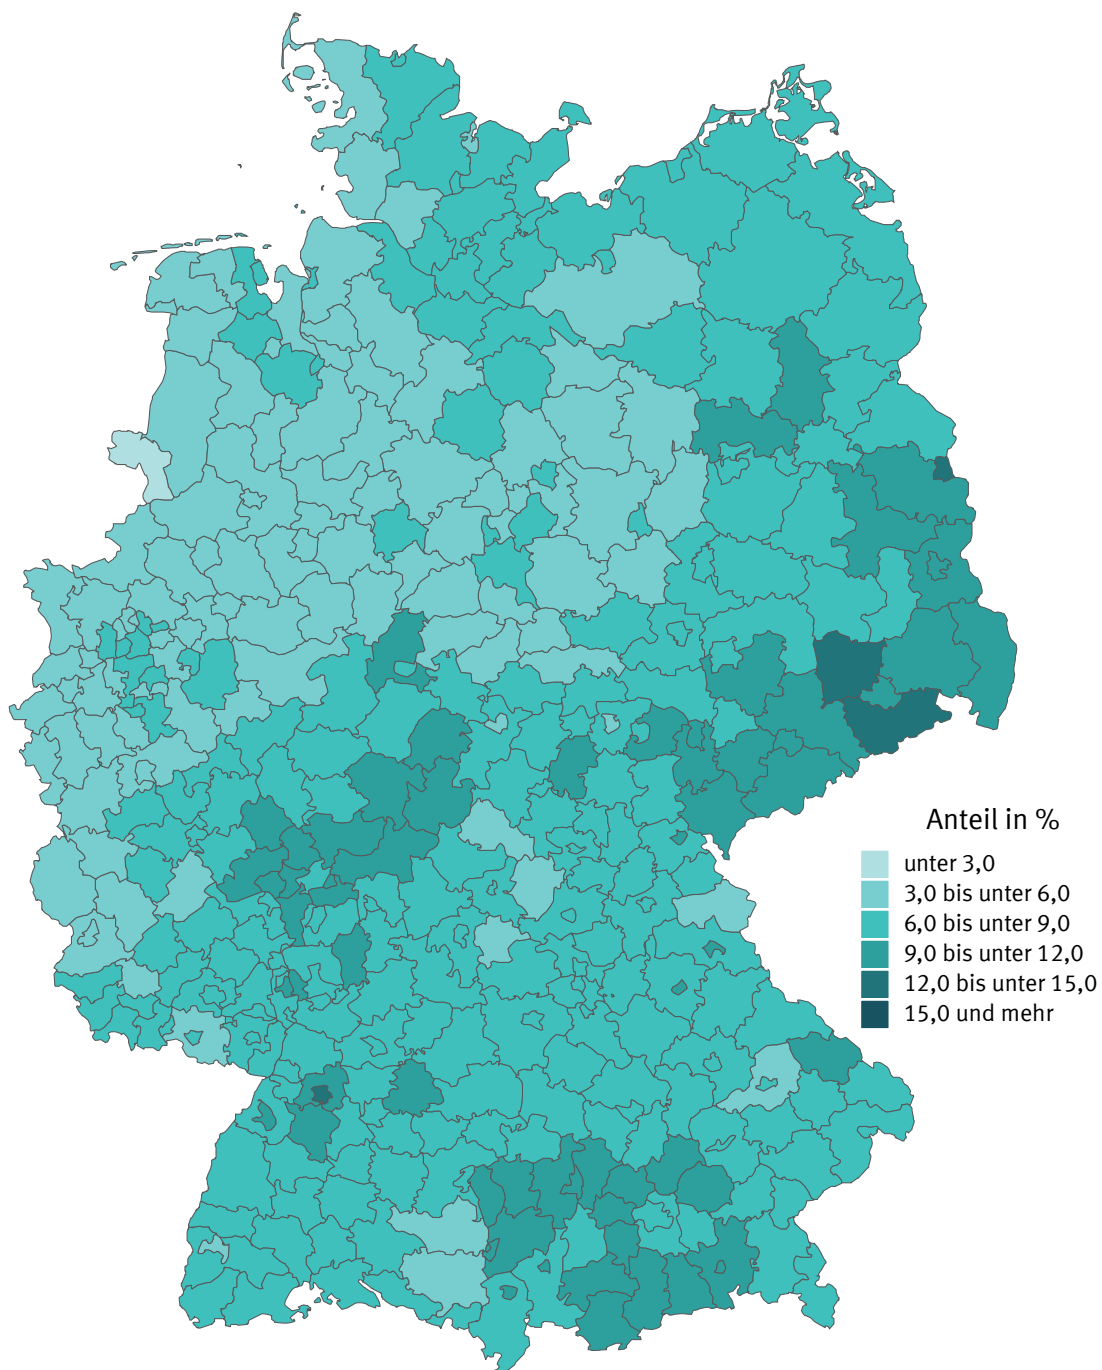 Anteil in %
unter 3,0
3,0 bis unter 6,0
6,0 bis unter 9,0
9,0 bis unter 12,0
12,0 bis unter 15,0
15,0 und mehr